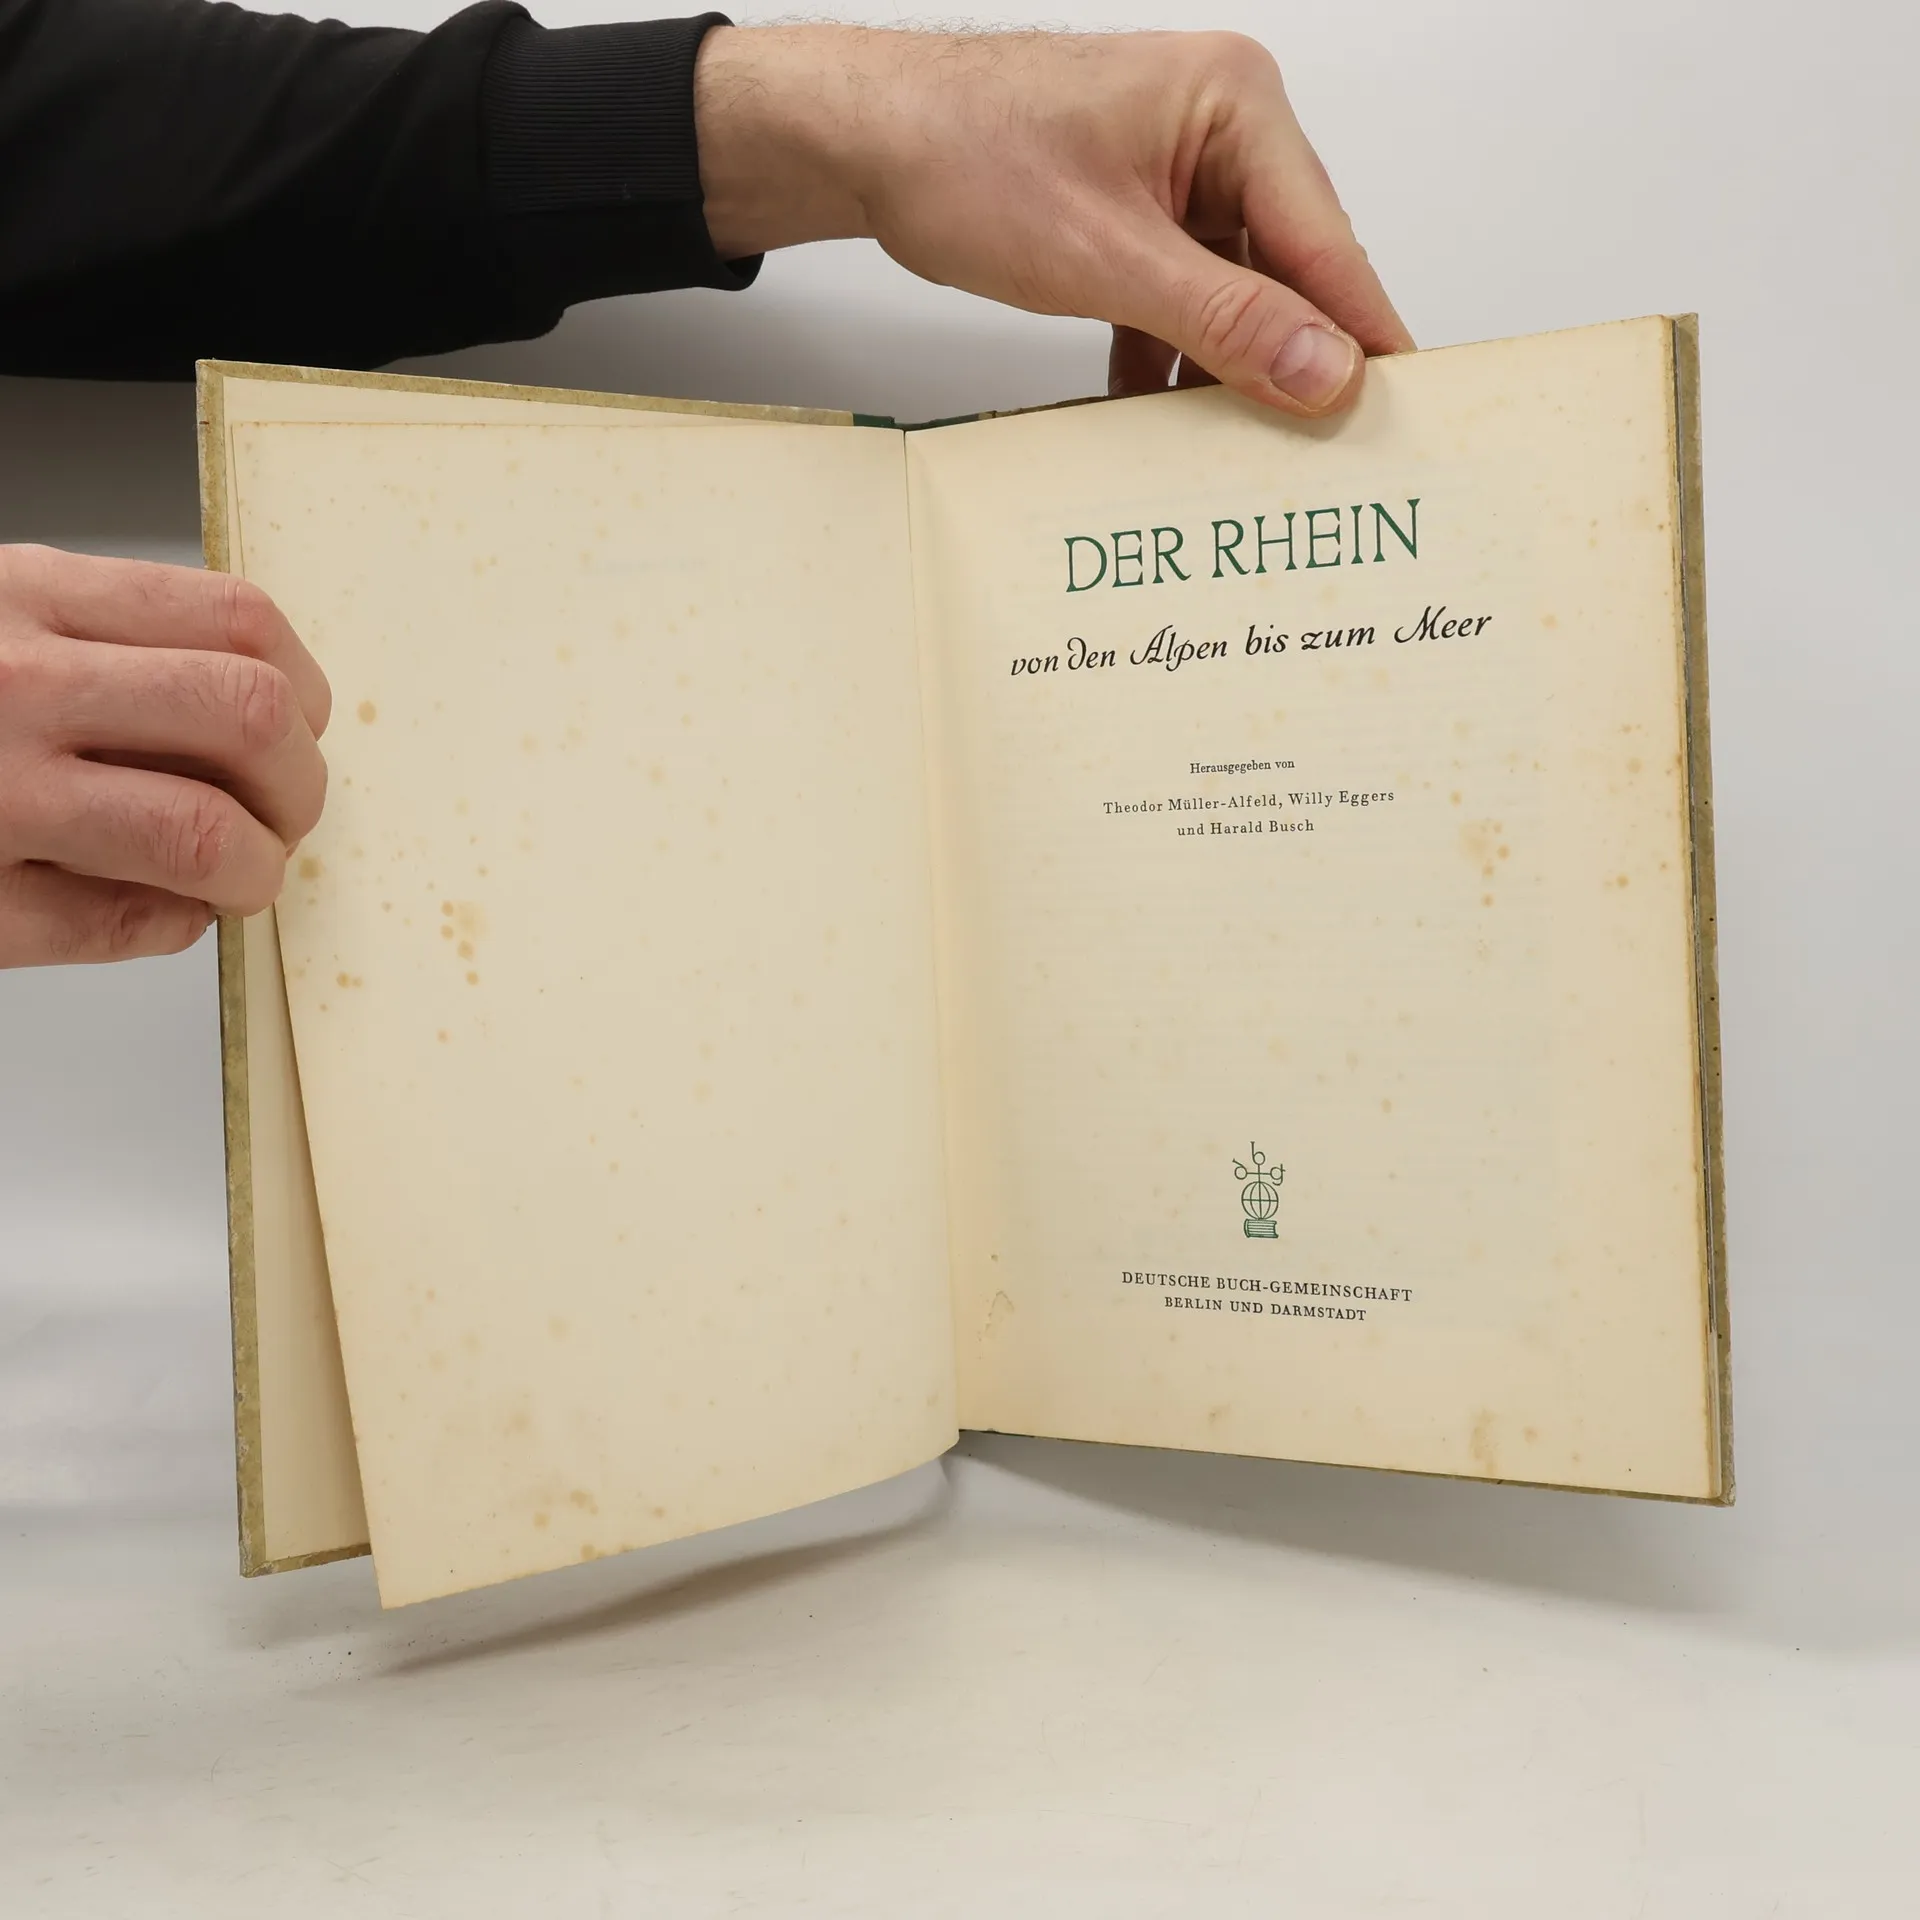 DER RHEIN
von den Alpen bis zum Meer
Herausgegeben von
Theodor Müller-Alfeld, Willy Eggers
und Harald Busch
dbg
DEUTSCHE BUCH-GEMEINSCHAFT
BERLIN UND DARMSTADT